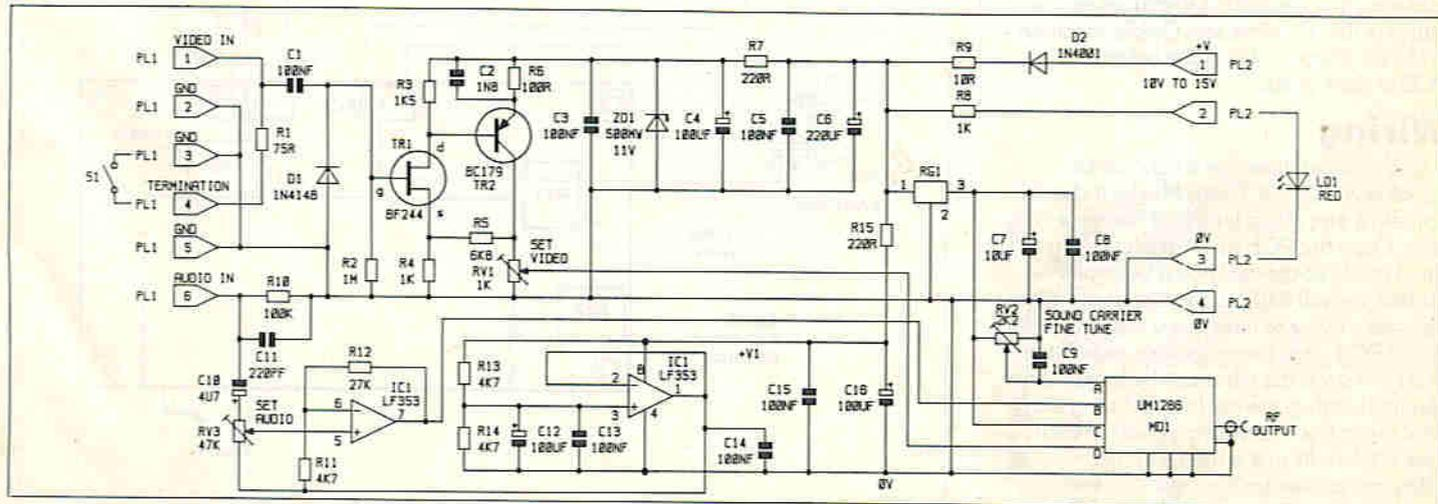 VIDEO IN
PL1 1
C1
100NF
GND
PL1 2
GND
PL1 3
R1
75R
S1
TERMINATION
PL1 4
D1
1N4148
GND
PL1 5
AUDIO IN
PL1 6
R10
100K
C11
220PF
C10
4U7
SET
AUDIO
RV3
47K
R12
27K
IC1
LF353
6
5
7
R11
4K7
R2
1M
R3
1K5
C2
1N8
R6
100R
TR1
d
g
s
BF244
BC179
TR2
R5
6K8
R4
1K
SET
VIDEO
RV1
1K
C3
100NF
ZD1
500MW
11V
C4
100UF
C5
100NF
C6
220UF
R7
220R
R9
10R
D2
1N4001
+V
1 PL2
10V TO 15V
R8
1K
2 PL2
LD1
RED
RG1
1
3
2
R15
220R
C7
10UF
C8
100NF
0V
3 PL2
4 PL2
0V
SOUND CARRIER
FINE TUNE
RV2
2K2
C9
100NF
R13
4K7
R14
4K7
C12
100UF
C13
100NF
IC1
LF353
8
2
3
1
4
+V1
C14
100NF
C15
100NF
C16
100UF
0V
A
B
C
D
UM1286
MD1
RF
OUTPUT